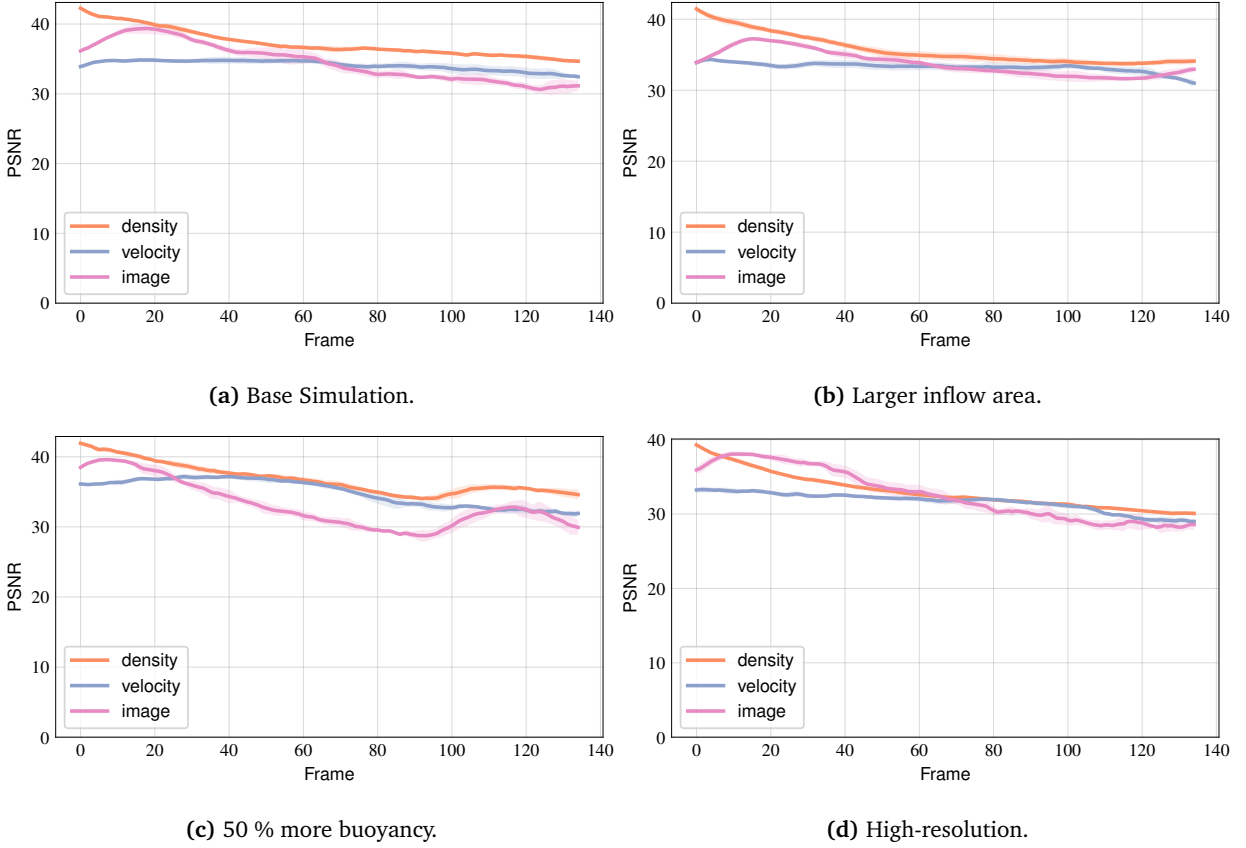 40
30
20
10
0
PSNR
density
velocity
image
0 20 40 60 80 100 120 140
Frame
(a) Base Simulation.
40
30
20
10
0
PSNR
density
velocity
image
0 20 40 60 80 100 120 140
Frame
(b) Larger inflow area.
40
30
20
10
0
PSNR
density
velocity
image
0 20 40 60 80 100 120 140
Frame
(c) 50 % more buoyancy.
40
30
20
10
0
PSNR
density
velocity
image
0 20 40 60 80 100 120 140
Frame
(d) High-resolution.